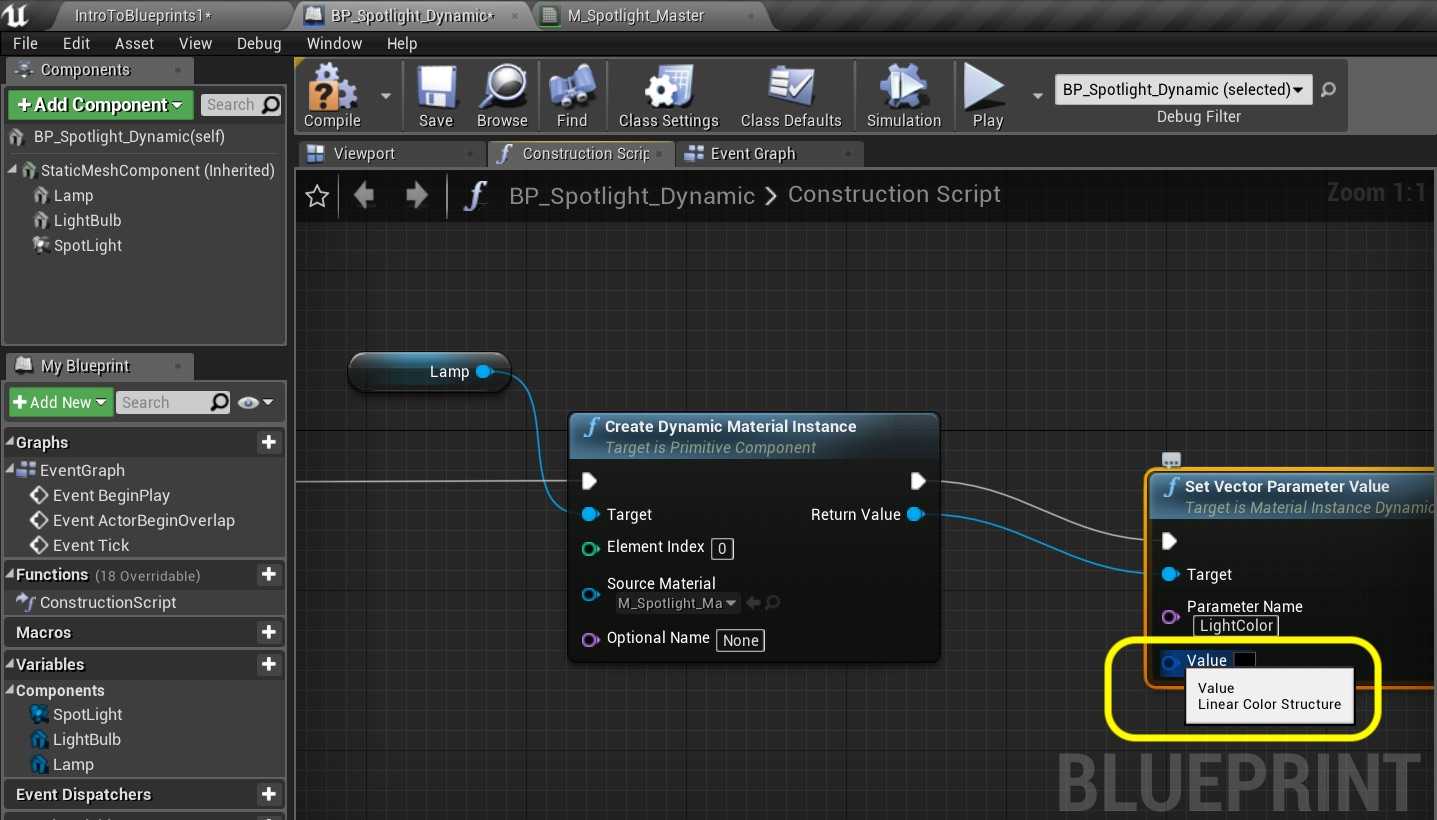 IntroToBlueprints1*
BP_Spotlight_Dynamic*
M_Spotlight_Master
File Edit Asset View Debug Window Help
Components
+Add Component
Search
BP_Spotlight_Dynamic(self)
StaticMeshComponent (Inherited)
Lamp
LightBulb
SpotLight
Compile
Save
Browse
Find
Class Settings
Class Defaults
Simulation
Play
BP_Spotlight_Dynamic (selected)
Debug Filter
Viewport
Construction Scrip
Event Graph
BP_Spotlight_Dynamic > Construction Script
Zoom 1:1
My Blueprint
+Add New
Search
Graphs
EventGraph
Event BeginPlay
Event ActorBeginOverlap
Event Tick
Functions (18 Overridable)
ConstructionScript
Macros
Variables
Components
SpotLight
LightBulb
Lamp
Event Dispatchers
Lamp
Create Dynamic Material Instance
Target is Primitive Component
Target
Return Value
Element Index 0
Source Material
M_Spotlight_Ma
Optional Name None
Set Vector Parameter Value
Target is Material Instance Dynamic
Target
Parameter Name
LightColor
Value
Value
Linear Color Structure
BLUEPRINT